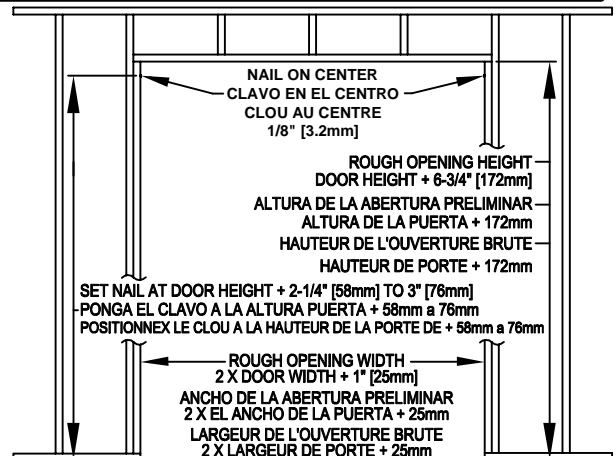 NAIL ON CENTER
CLAVO EN EL CENTRO
CLOU AU CENTRE
1/8" [3.2mm]
ROUGH OPENING HEIGHT
DOOR HEIGHT + 6-3/4" [172mm]
ALTURA DE LA ABERTURA PRELIMINAR
ALTURA DE LA PUERTA + 172mm
HAUTEUR DE L'OUVERTURE BRUTE
HAUTEUR DE PORTE + 172mm
SET NAIL AT DOOR HEIGHT + 2-1/4" [58mm] TO 3" [76mm]
PONGA EL CLAVO A LA ALTURA PUERTA + 58mm a 76mm
POSITIONNEX LE CLOU A LA HAUTEUR DE LA PORTE DE + 58mm a 76mm
ROUGH OPENING WIDTH
2 X DOOR WIDTH + 1" [25mm]
ANCHO DE LA ABERTURA PRELIMINAR
2 X EL ANCHO DE LA PUERTA + 25mm
LARGEUR DE L'OUVERTURE BRUTE
2 X LARGEUR DE PORTE + 25mm